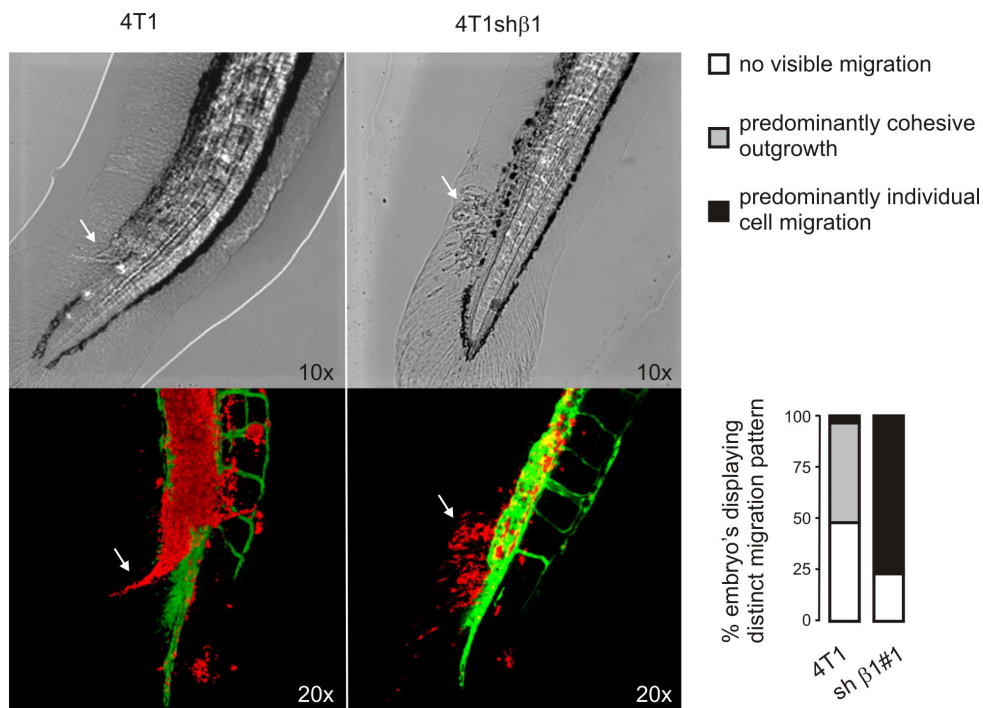 4T1
4T1shβ1
no visible migration
predominantly cohesive
outgrowth
predominantly individual
cell migration
10x
10x
20x
20x
% embryo's displaying
distinct migration pattern
100
75
50
25
0
4T1
sh β1#1